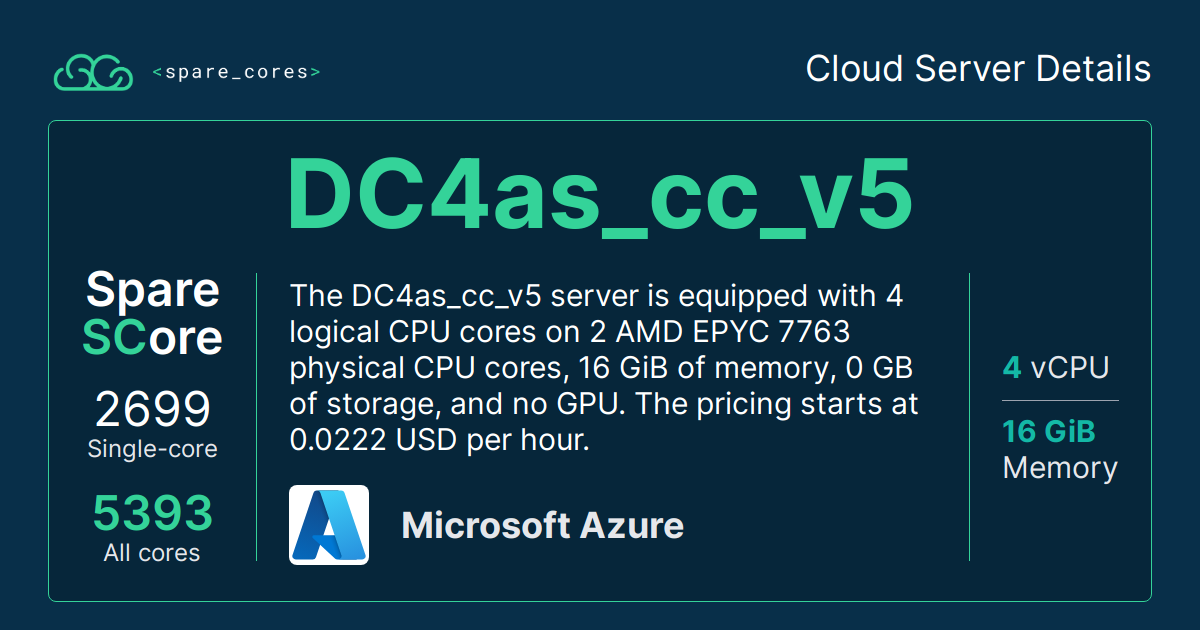 <spare_cores>
Cloud Server Details
DC4as_cc_v5
Spare
SCore
2699
Single-core
5393
All cores
The DC4as_cc_v5 server is equipped with 4
logical CPU cores on 2 AMD EPYC 7763
physical CPU cores, 16 GiB of memory, 0 GB
of storage, and no GPU. The pricing starts at
0.0222 USD per hour.
Microsoft Azure
4 vCPU
16 GiB
Memory